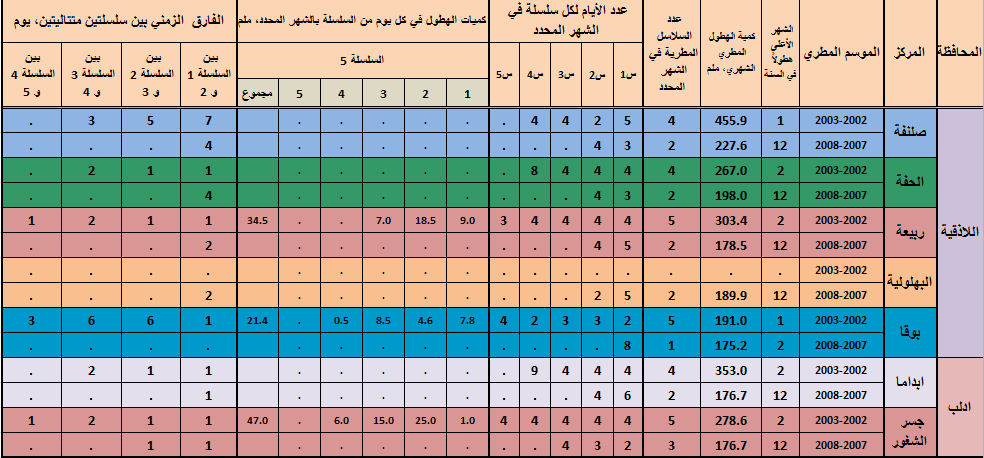 المحافظة المركز الموسم المطري الشهر الأعلى هطولاً في السنة كمية الهطول المطري الشهري، ملم عدد السلاسل المطرية في الشهر المحدد عدد الأيام لكل سلسلة في الشهر المحدد كميات الهطول في كل يوم من السلسلة بالشهر المحدد، ملم الفارق الزمني بين سلسلتين متتاليتين، يوم
السلسلة 5
س1 س2 س3 س4 س5 1 2 3 4 5 مجموع بين السلسلة 1 و 2 بين السلسلة 2 و 3 بين السلسلة 3 و 4 بين السلسلة 4 و 5
اللاذقية صلنفة 2003-2002 1 455.9 4 5 2 4 4 . . . . . . . 7 5 3 .
2008-2007 12 227.6 2 3 4 . . . . . . . . . 4 . . .
الحفة 2003-2002 2 267.0 4 4 4 4 8 . . . . . . . 1 1 2 .
2008-2007 12 198.0 2 3 4 . . . . . . . . . 4 . . .
ربيعة 2003-2002 2 303.4 5 4 4 4 4 3 9.0 18.5 7.0 . . 34.5 1 1 2 1
2008-2007 12 178.5 2 5 4 . . . . . . . . . 2 . . .
البهلولية 2003-2002 . . . . . . . . . . . . . . . . . .
2008-2007 12 189.9 2 5 2 . . . . . . . . . 2 . . .
بوقا 2003-2002 1 191.0 5 2 3 3 2 4 7.8 4.6 8.5 0.5 . 21.4 1 6 6 3
2008-2007 2 175.2 1 8 . . . . . . . . . . . . . .
ادلب ابداما 2003-2002 2 353.0 4 4 4 4 9 . . . . . . . 1 1 2 .
2008-2007 12 176.7 2 6 4 . . . . . . . . . 1 . . .
جسر الشغور 2003-2002 2 278.6 5 4 4 4 4 4 1.0 25.0 15.0 6.0 . 47.0 1 1 2 1
2008-2007 12 176.7 3 2 3 4 . . . . . . . . 1 1 . .